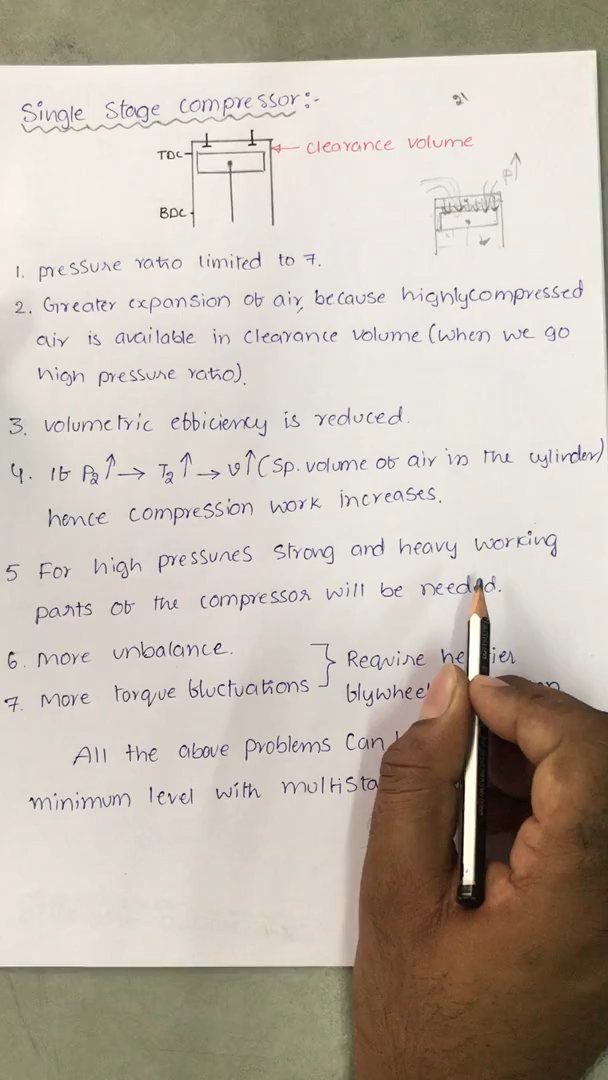 Single Stage compressor:-
clearance volume
TDC
BDC
P↑
1. pressure ratio limited to 7.
2. Greater expansion of air, because highly compressed
air is available in clearance volume (when we go
high pressure ratio).
3. volumetric efficiency is reduced.
4. If P2↑ → T2↑ → v↑ (Sp. volume of air in the cylinder)
hence compression work increases.
5 For high pressures strong and heavy working
parts of the compressor will be needed.
6. More unbalance.
7. More torque fluctuations } Require
flywheel
All the above problems can
minimum level with